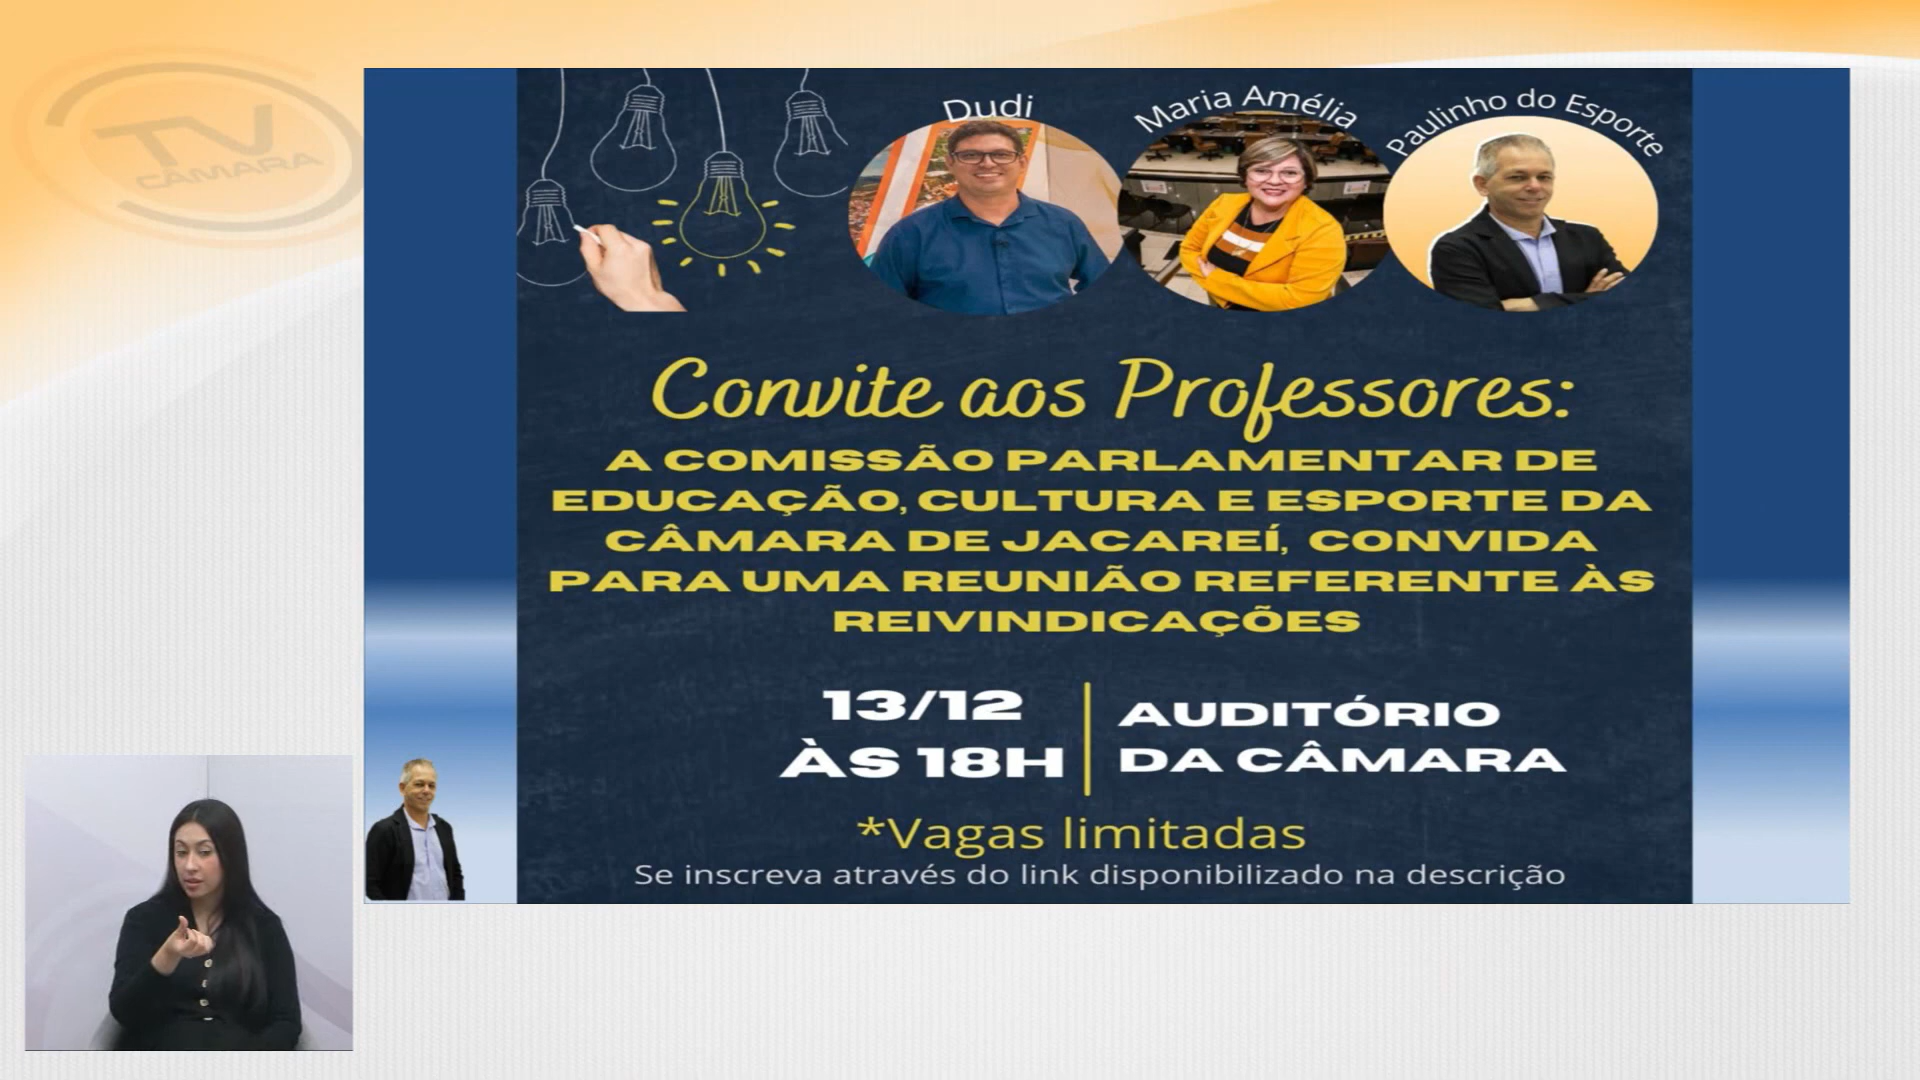 TV
CÂMARA
Dudi
Maria Amélia
Paulinho do Esporte
Convite aos Professores:
A COMISSÃO PARLAMENTAR DE
EDUCAÇÃO, CULTURA E ESPORTE DA
CÂMARA DE JACAREÍ, CONVIDA
PARA UMA REUNIÃO REFERENTE ÀS
REIVINDICAÇÕES
13/12
ÀS 18H
AUDITÓRIO
DA CÂMARA
*Vagas limitadas
Se inscreva através do link disponibilizado na descrição